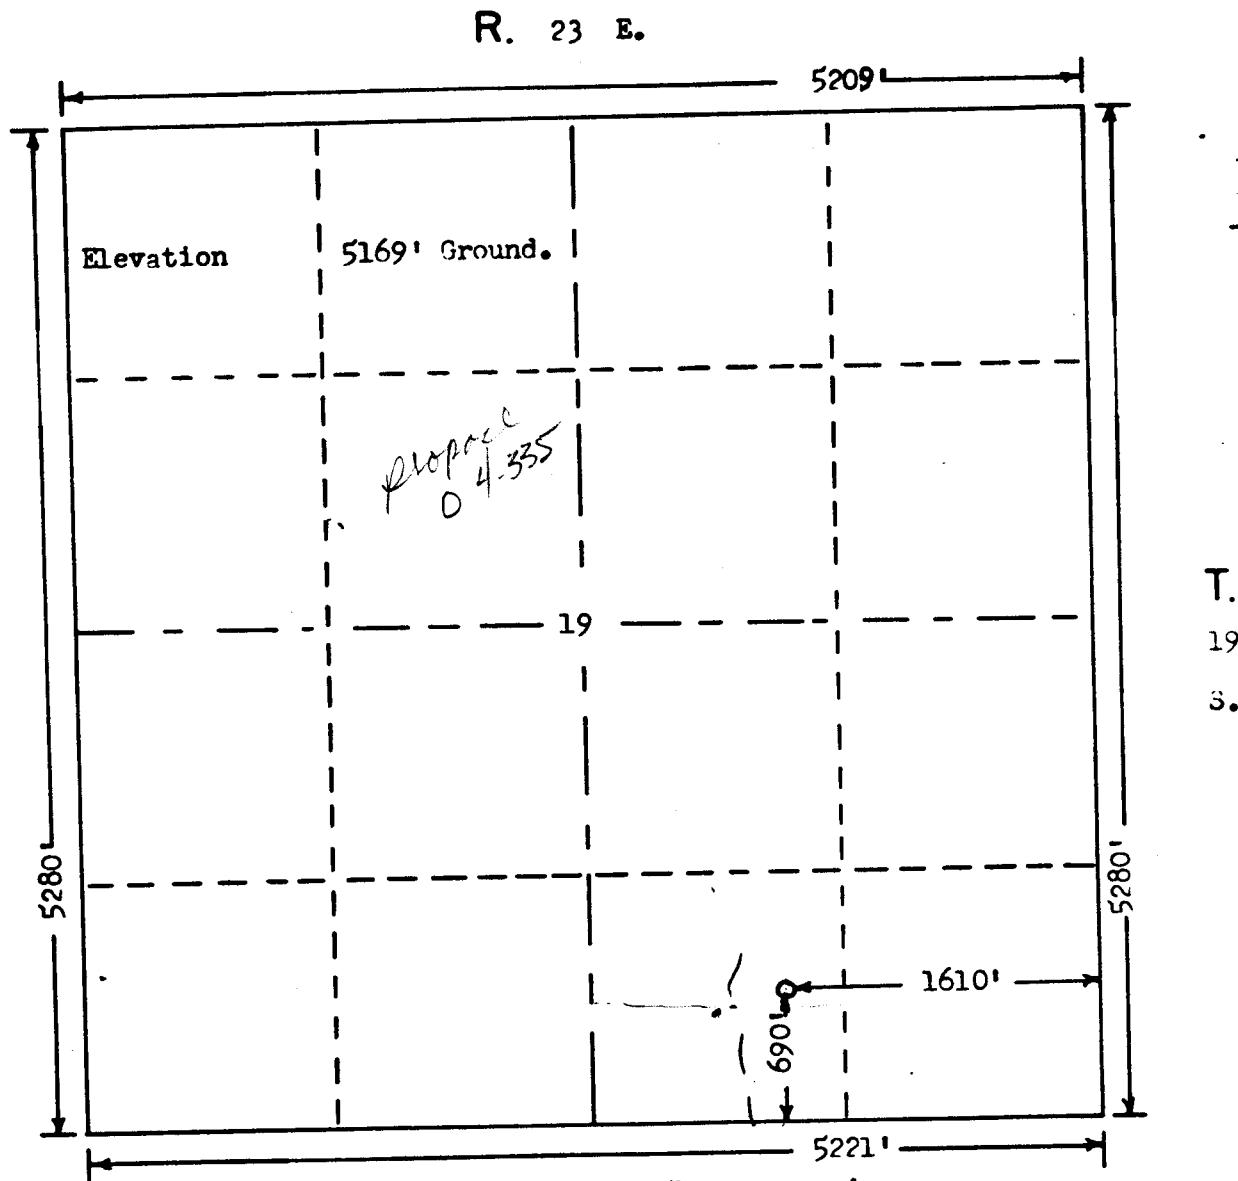 R. 23 E.
5209'
Elevation 5169' Ground.
O 4-335
T.
19
S.
19
5280'
5280'
1610'
690'
5221'